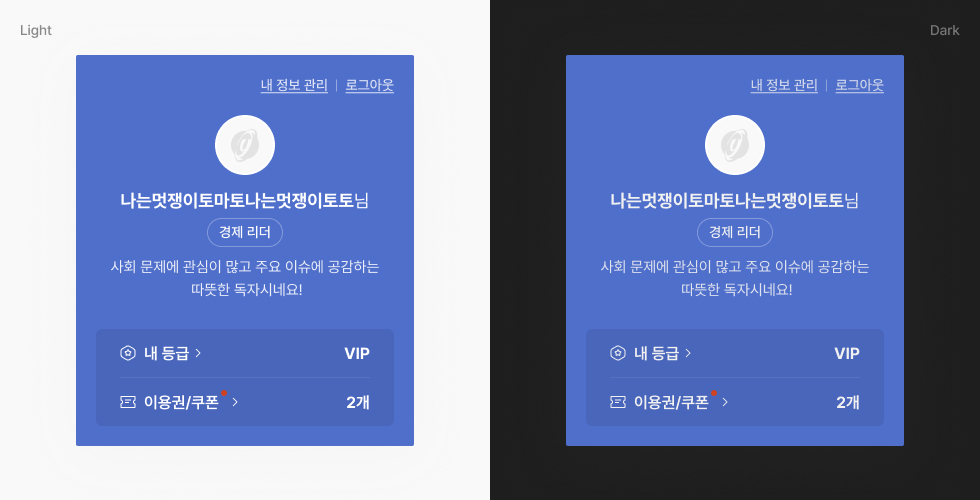 Light
내 정보 관리 | 로그아웃
나는멋쟁이토마토나는멋쟁이토토님
경제 리더
사회 문제에 관심이 많고 주요 이슈에 공감하는
따뜻한 독자시네요!
내 등급 VIP
이용권/쿠폰 2개
Dark
내 정보 관리 | 로그아웃
나는멋쟁이토마토나는멋쟁이토토님
경제 리더
사회 문제에 관심이 많고 주요 이슈에 공감하는
따뜻한 독자시네요!
내 등급 VIP
이용권/쿠폰 2개